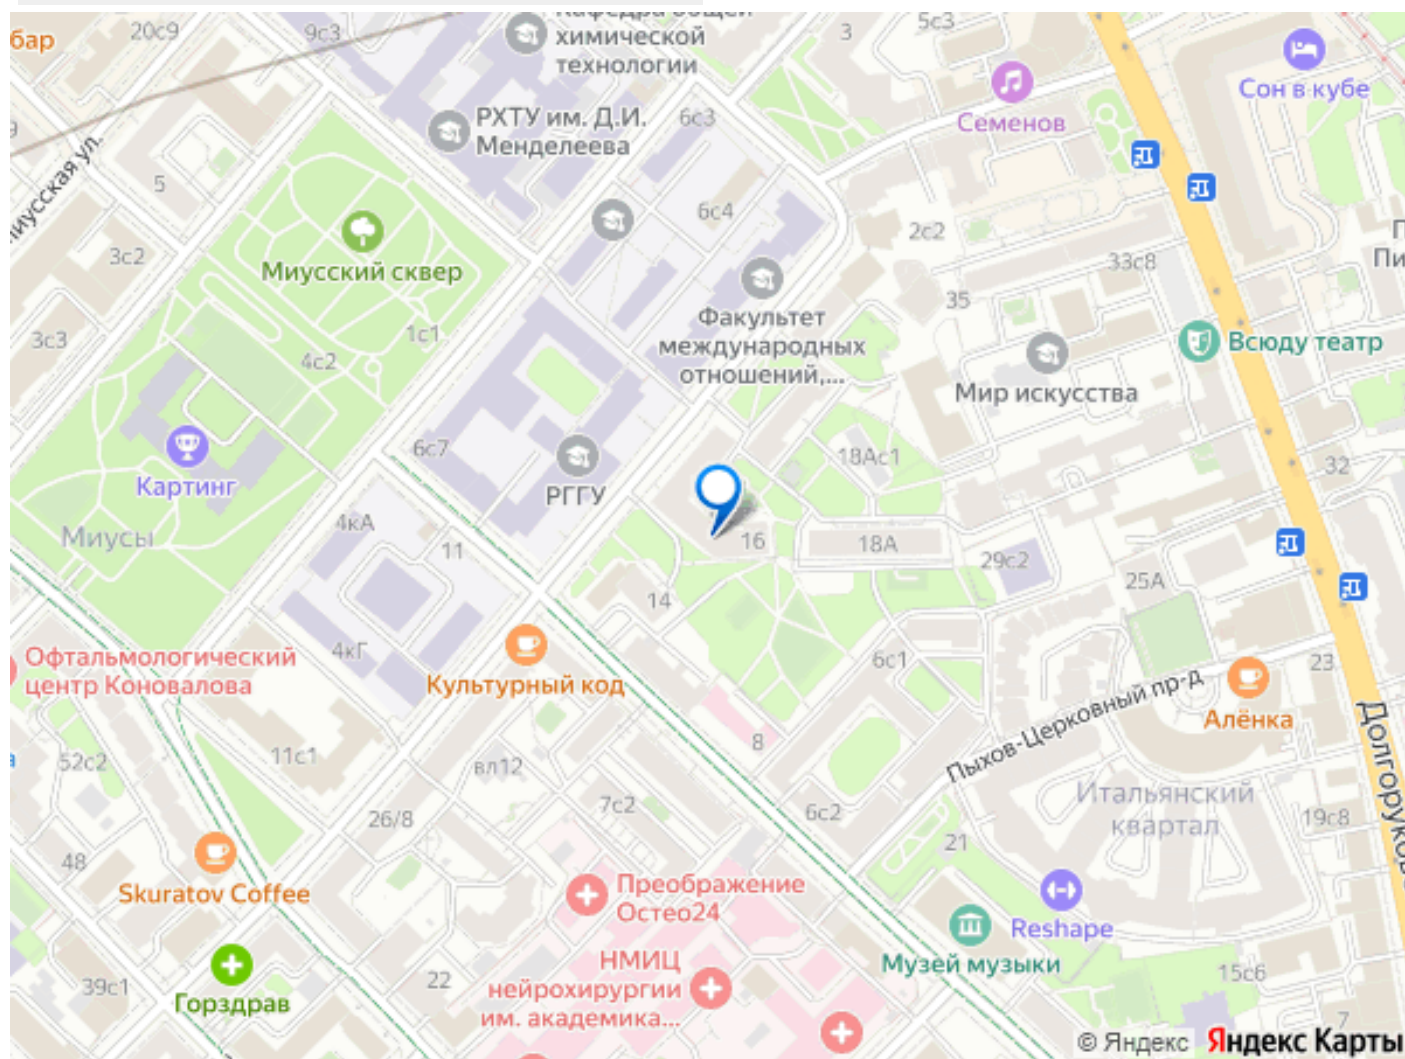 бар
20с9
9с3
Кафедра общей
химической
технологии
3
5с3
Сон в кубе
Семенов
РХТУ им. Д.И.
Менделеева
6с3
5
3с2
Миусский сквер
6с4
2с2
33с8
35
3с3
1с1
4с2
Факультет
международных
отношений,...
Всюду театр
Мир искусства
Картинг
6с7
РГГУ
18Ас1
32
Миусы
4кА
11
16
18А
29с2
25А
14
4кГ
6с1
23
Офтальмологический
центр Коновалова
Культурный код
Пыхов-Церковный пр-д
Алёнка
8
52с2
11с1
вл12
7с2
26/8
6с2
Итальянский
квартал
19с8
21
48
Skuratov Coffee
Преображение
Остео24
Reshape
Музей музыки
НМИЦ
нейрохирургии
им. академика...
15с6
39с1
22
Горздрав
7
© Яндекс Яндекс Карты